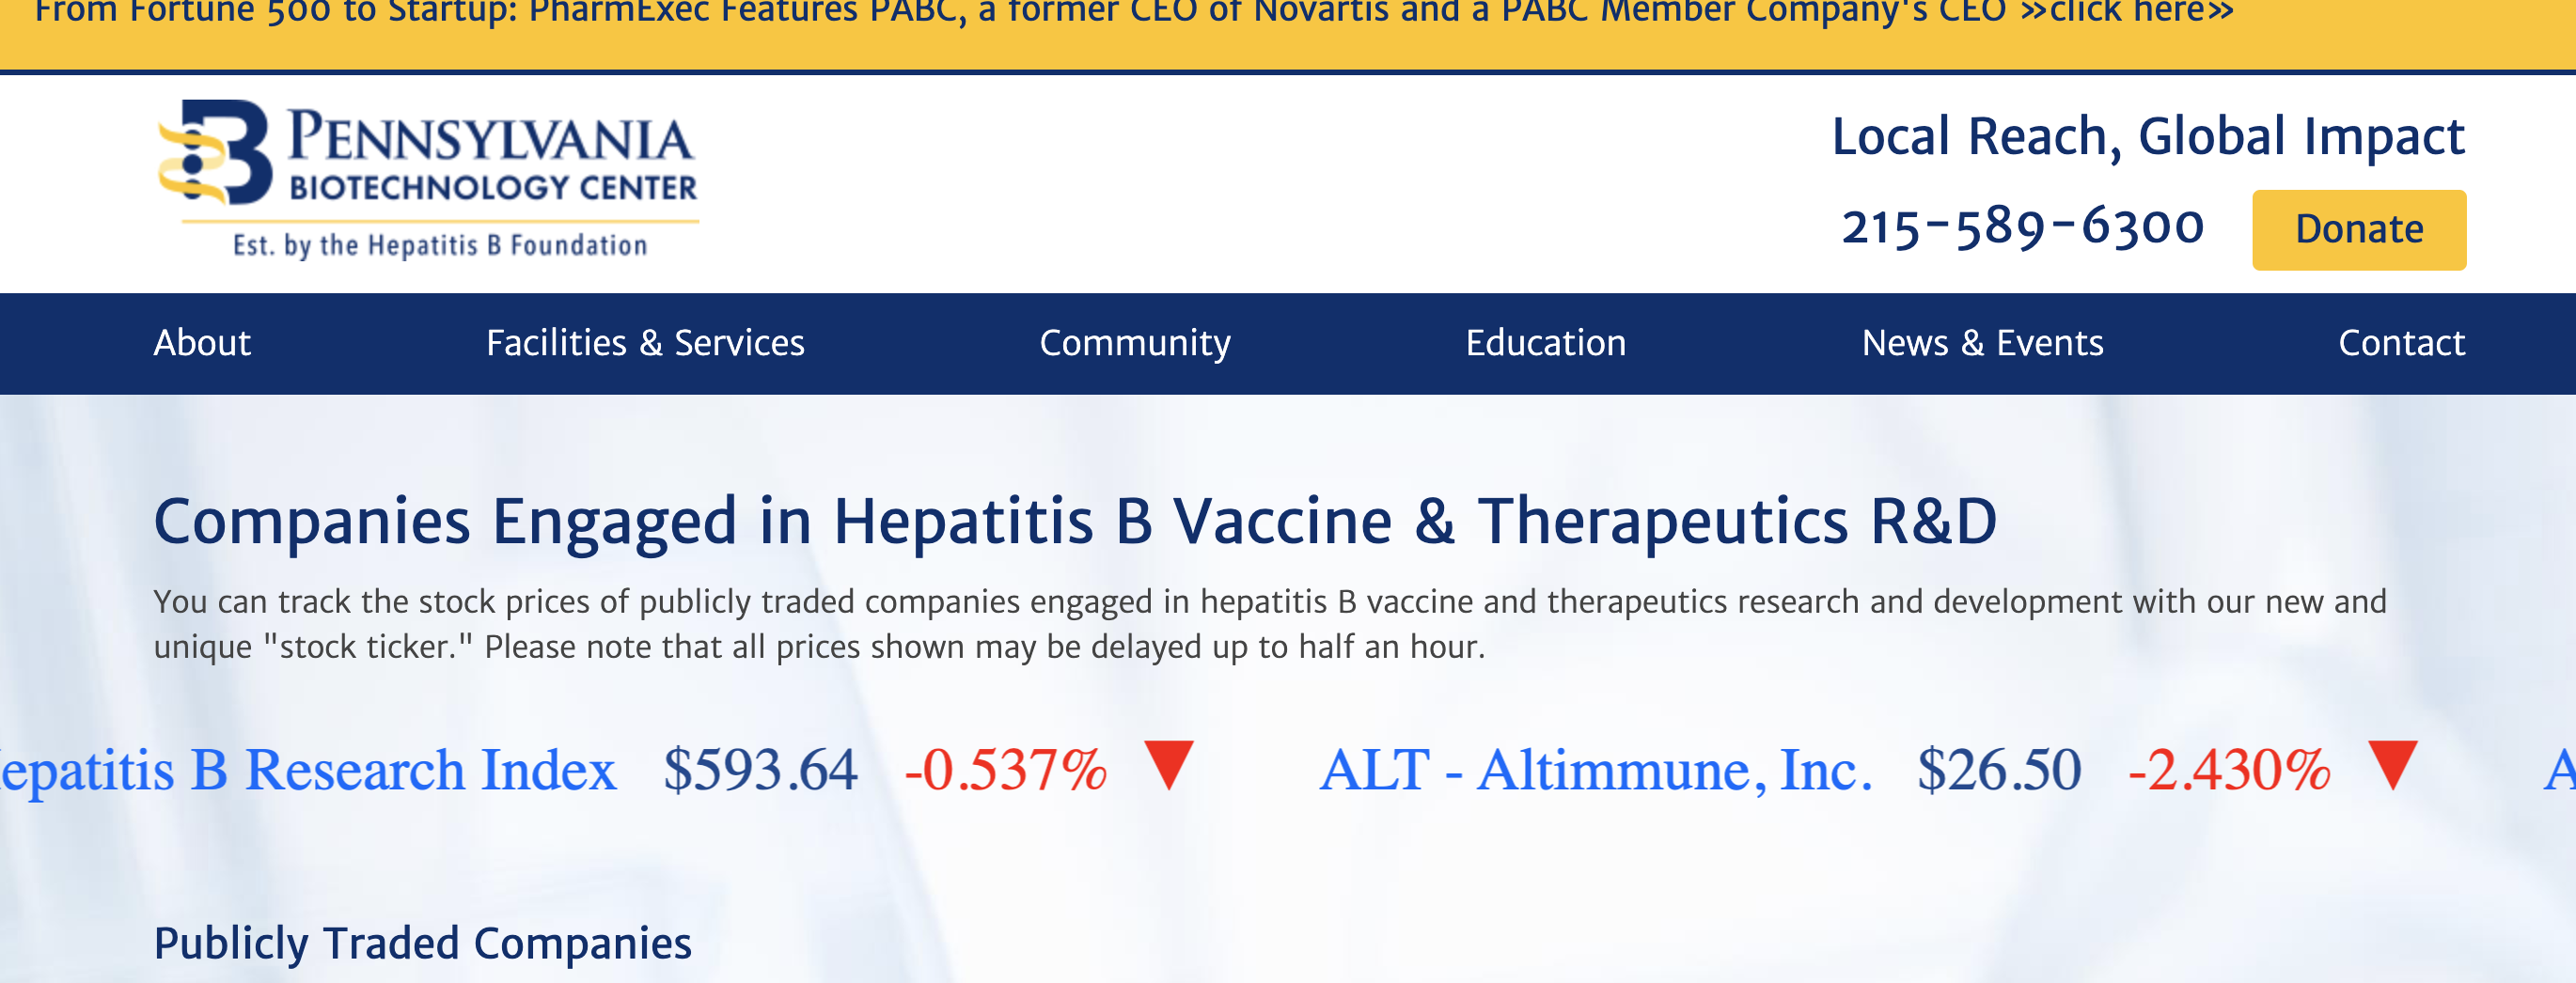 From Fortune 500 to Startup: PharmExec Features PABC, a former CEO of Novartis and a PABC Member Company's CEO »click here»
PENNSYLVANIA
BIOTECHNOLOGY CENTER
Est. by the Hepatitis B Foundation
Local Reach, Global Impact
215-589-6300 Donate
About Facilities & Services Community Education News & Events Contact
Companies Engaged in Hepatitis B Vaccine & Therapeutics R&D
You can track the stock prices of publicly traded companies engaged in hepatitis B vaccine and therapeutics research and development with our new and
unique "stock ticker." Please note that all prices shown may be delayed up to half an hour.
epatitis B Research Index $593.64 -0.537% ▼ ALT - Altimmune, Inc. $26.50 -2.430% ▼ A
Publicly Traded Companies